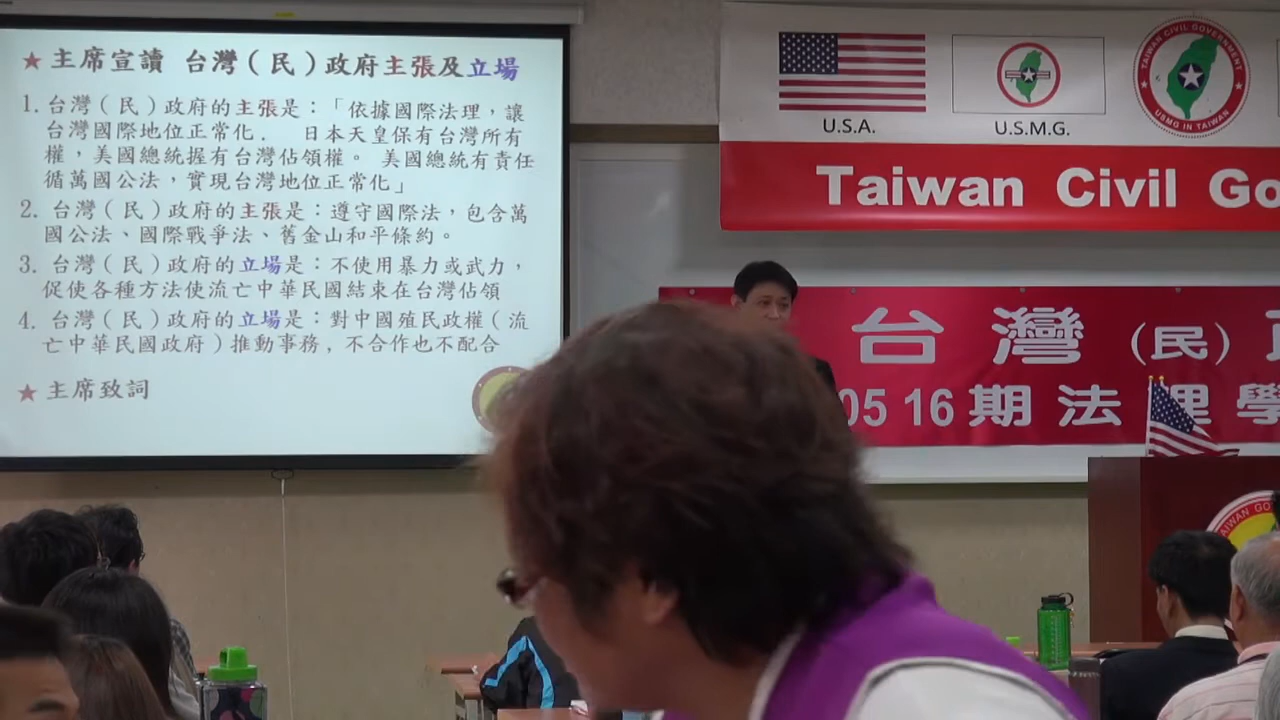 ★ 主席宣讀 台灣(民)政府主張及立場
1. 台灣(民)政府的主張是:「依據國際法理,讓
台灣國際地位正常化. 日本天皇保有台灣所有
權,美國總統握有台灣佔領權。 美國總統有責任
循萬國公法,實現台灣地位正常化」
2. 台灣(民)政府的主張是:遵守國際法,包含萬
國公法、國際戰爭法、舊金山和平條約。
3. 台灣(民)政府的立場是:不使用暴力或武力,
促使各種方法使流亡中華民國結束在台灣佔領
4. 台灣(民)政府的立場是:對中國殖民政權(流
亡中華民國政府)推動事務, 不合作也不配合
★ 主席致詞
U.S.A.
U.S.M.G.
TAIWAN CIVIL GOVERNMENT
USMG IN TAIWAN
Taiwan Civil Go
台灣(民)
05 16 期法理學
TAIWAN GO